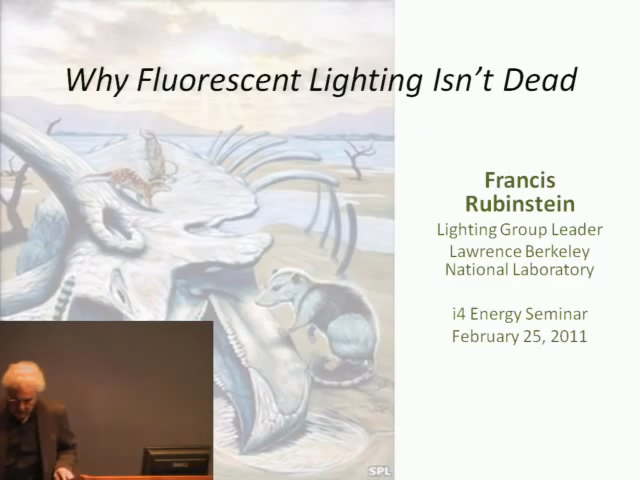 Why Fluorescent Lighting Isn't Dead
Francis
Rubinstein
Lighting Group Leader
Lawrence Berkeley
National Laboratory
i4 Energy Seminar
February 25, 2011
SPL